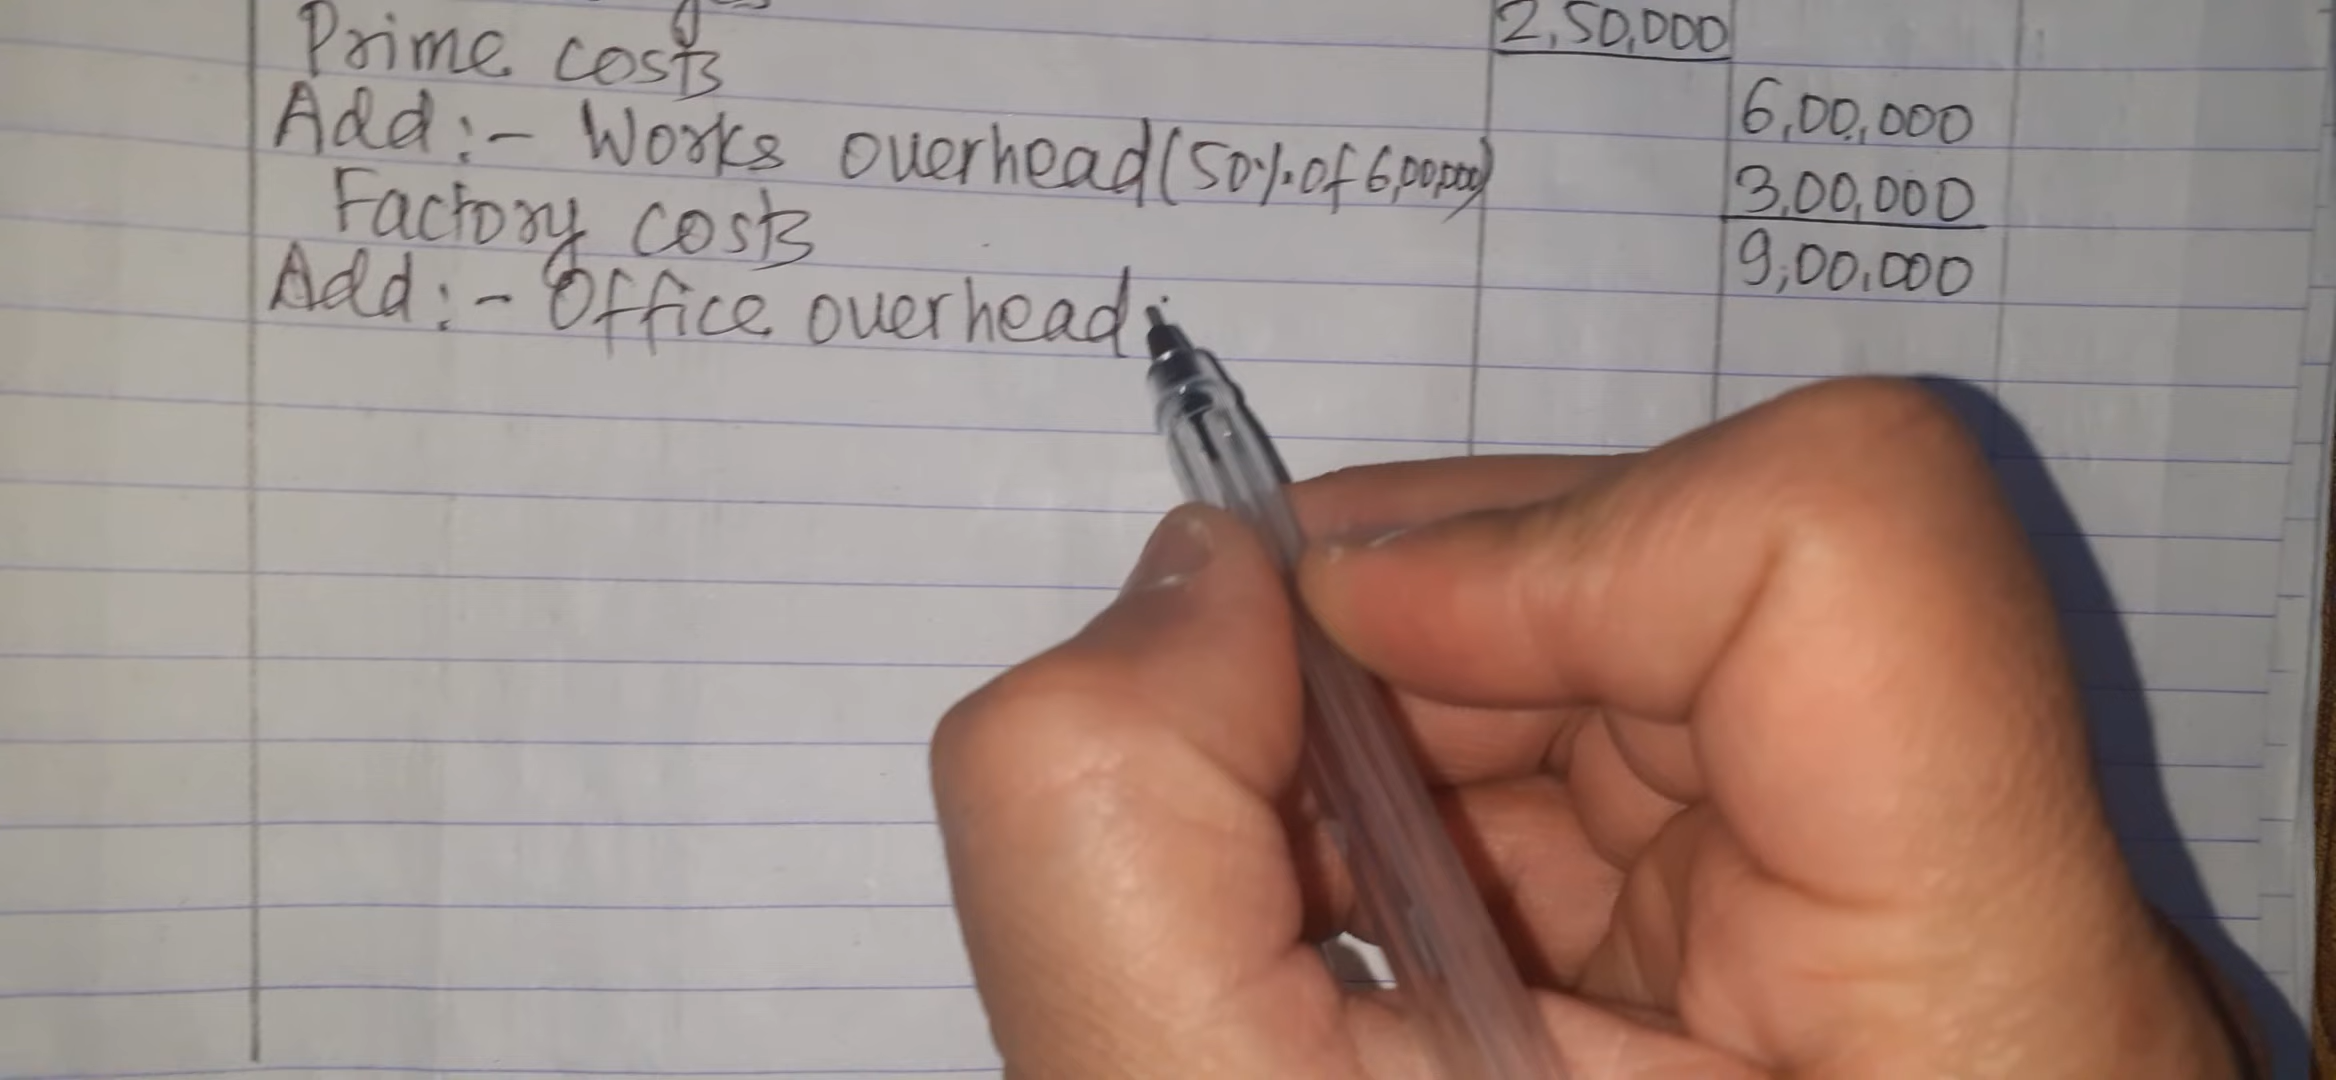 2,50,000
Prime costs 6,00,000
Add:- Works overhead (50% of 6,00,000) 3,00,000
Factory costs 9,00,000
Add:- Office overhead